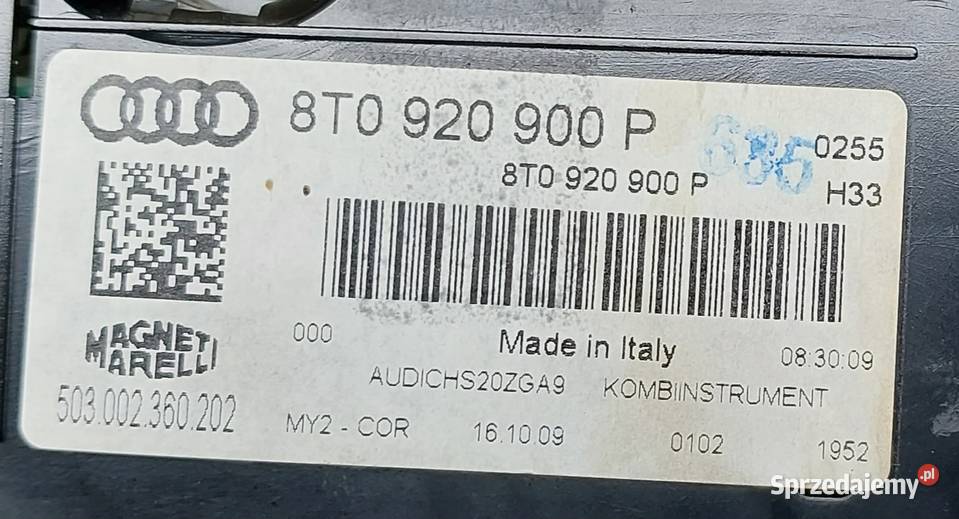 8T0 920 900 P 685 0255
8T0 920 900 P H33
MAGNETI
MARELLI
503.002.360.202
000 Made in Italy 08:30:09
AUDICHS20ZGA9 KOMBIINSTRUMENT
MY2 - COR 16.10.09 0102 1952
Sprzedajemy.pl